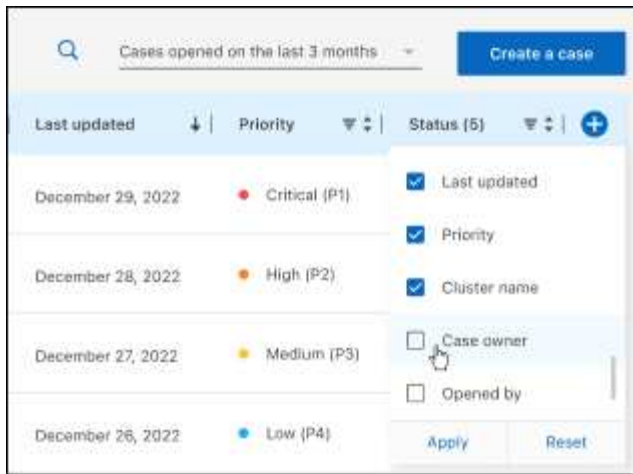 Cases opened on the last 3 months
Create a case
Last updated Priority Status (5)
Last updated
December 29, 2022 Critical (P1)
Priority
December 28, 2022 High (P2)
Cluster name
Case owner
December 27, 2022 Medium (P3)
Opened by
December 26, 2022 Low (P4)
Apply Reset